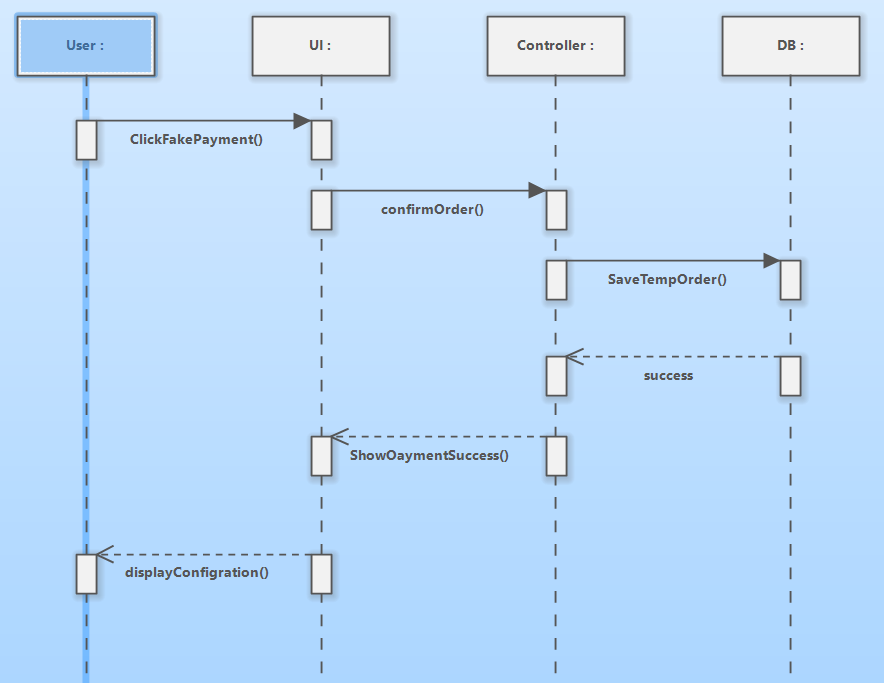 User :
UI :
Controller :
DB :
ClickFakePayment()
confirmOrder()
SaveTempOrder()
success
ShowOaymentSuccess()
displayConfigration()